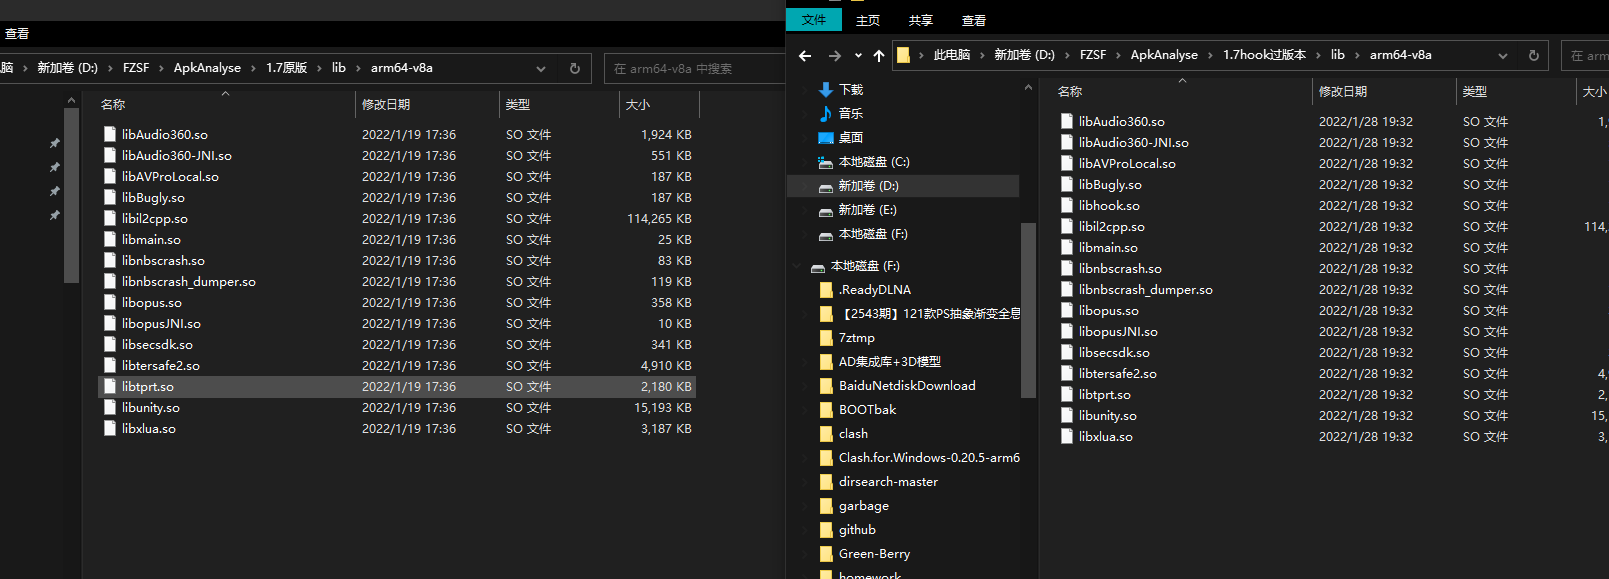 查看
脑 › 新加卷 (D:) › FZSF › ApkAnalyse › 1.7原版 › lib › arm64-v8a
在 arm64-v8a 中搜索
名称 修改日期 类型 大小
libAudio360.so 2022/1/19 17:36 SO 文件 1,924 KB
libAudio360-JNI.so 2022/1/19 17:36 SO 文件 551 KB
libAVProLocal.so 2022/1/19 17:36 SO 文件 187 KB
libBugly.so 2022/1/19 17:36 SO 文件 187 KB
libil2cpp.so 2022/1/19 17:36 SO 文件 114,265 KB
libmain.so 2022/1/19 17:36 SO 文件 25 KB
libnbscrash.so 2022/1/19 17:36 SO 文件 83 KB
libnbscrash_dumper.so 2022/1/19 17:36 SO 文件 119 KB
libopus.so 2022/1/19 17:36 SO 文件 358 KB
libopusJNI.so 2022/1/19 17:36 SO 文件 10 KB
libsecsdk.so 2022/1/19 17:36 SO 文件 341 KB
libtersafe2.so 2022/1/19 17:36 SO 文件 4,910 KB
libtprt.so 2022/1/19 17:36 SO 文件 2,180 KB
libunity.so 2022/1/19 17:36 SO 文件 15,193 KB
libxlua.so 2022/1/19 17:36 SO 文件 3,187 KB
文件 主页 共享 查看
此电脑 › 新加卷 (D:) › FZSF › ApkAnalyse › 1.7hook过版本 › lib › arm64-v8a
在 arm
下载
音乐
桌面
本地磁盘 (C:)
新加卷 (D:)
新加卷 (E:)
本地磁盘 (F:)
本地磁盘 (F:)
.ReadyDLNA
【2543期】121款PS抽象渐变全息
7ztmp
AD集成库+3D模型
BaiduNetdiskDownload
BOOTbak
clash
Clash.for.Windows-0.20.5-arm6
dirsearch-master
garbage
github
Green-Berry
homework
名称 修改日期 类型 大小
libAudio360.so 2022/1/28 19:32 SO 文件 1,
libAudio360-JNI.so 2022/1/28 19:32 SO 文件
libAVProLocal.so 2022/1/28 19:32 SO 文件
libBugly.so 2022/1/28 19:32 SO 文件
libhook.so 2022/1/28 19:32 SO 文件
libil2cpp.so 2022/1/28 19:32 SO 文件 114,
libmain.so 2022/1/28 19:32 SO 文件
libnbscrash.so 2022/1/28 19:32 SO 文件
libnbscrash_dumper.so 2022/1/28 19:32 SO 文件
libopus.so 2022/1/28 19:32 SO 文件
libopusJNI.so 2022/1/28 19:32 SO 文件
libsecsdk.so 2022/1/28 19:32 SO 文件
libtersafe2.so 2022/1/28 19:32 SO 文件 4,
libtprt.so 2022/1/28 19:32 SO 文件 2,
libunity.so 2022/1/28 19:32 SO 文件 15,
libxlua.so 2022/1/28 19:32 SO 文件 3,